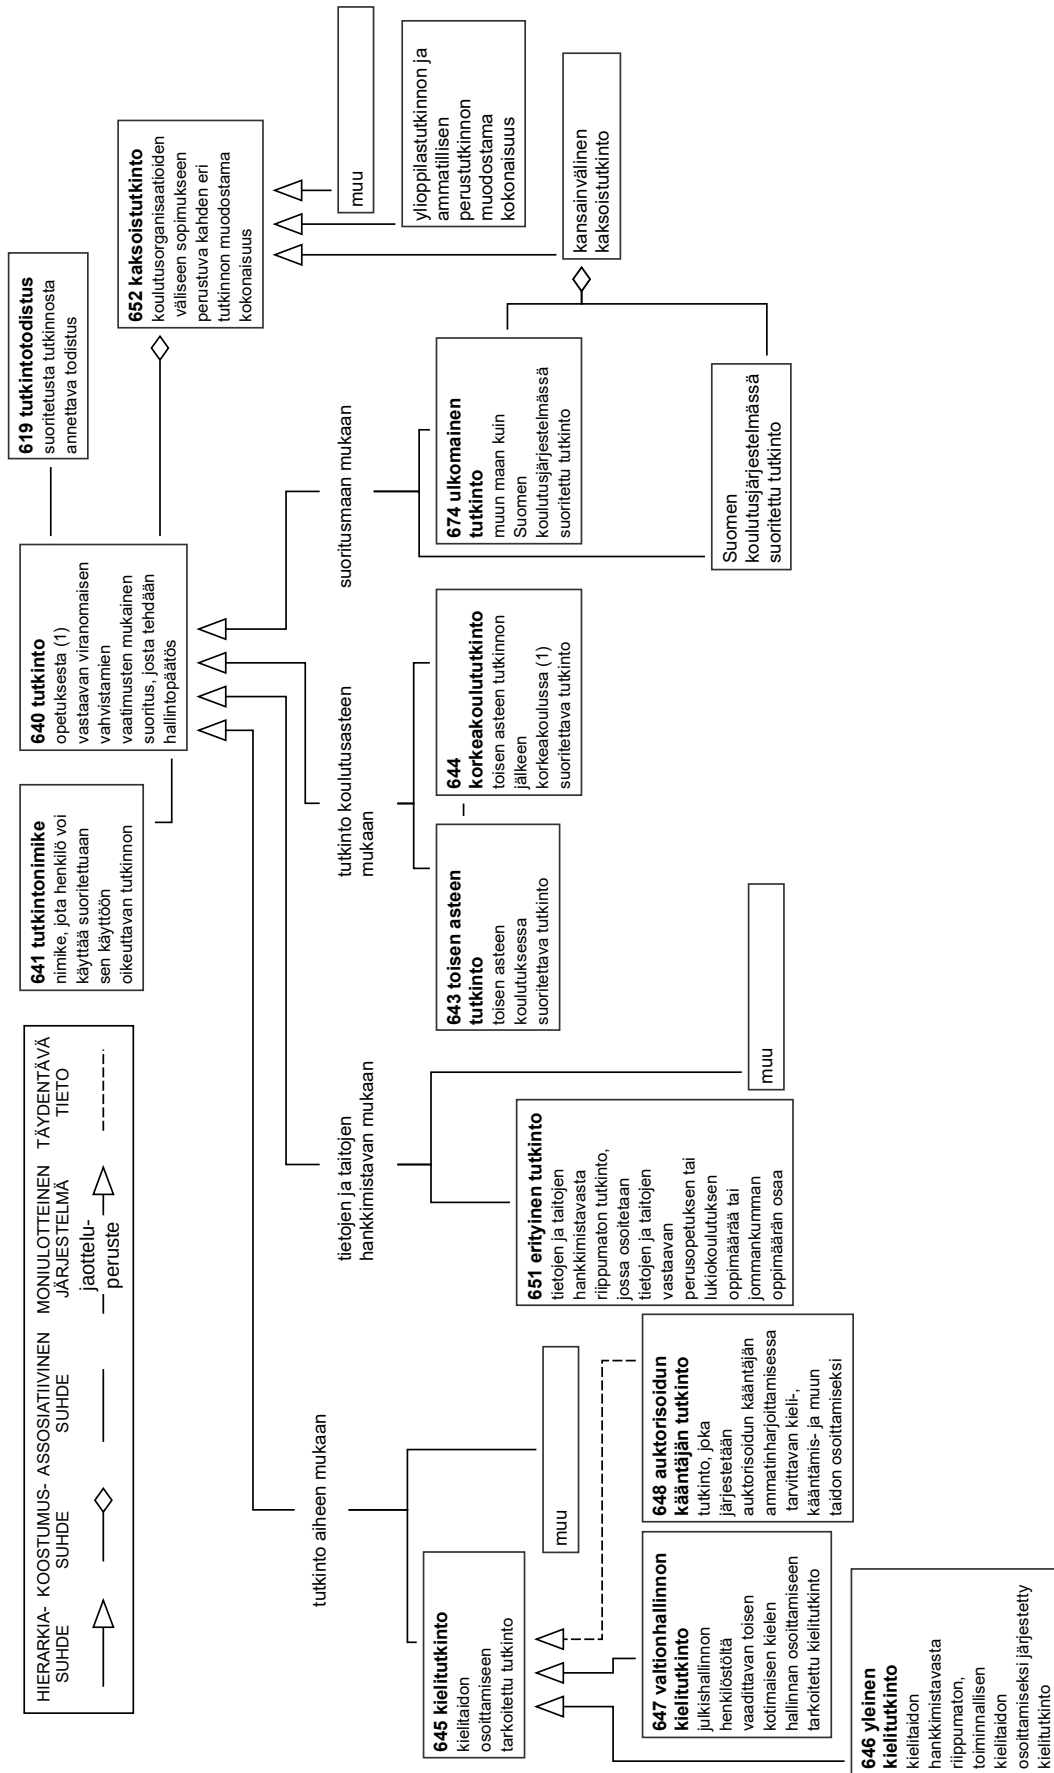 HIERARKIA-
SUHDE
KOOSTUMUS-
SUHDE
ASSOSIATIIVINEN
SUHDE
MONIULOTTEINEN
JÄRJESTELMÄ
jaottelu-
peruste
TÄYDENTÄVÄ
TIETO
641 tutkintonimike
nimike, jota henkilö voi
käyttää suoritettuaan
sen käyttöön
oikeuttavan tutkinnon
640 tutkinto
opetuksesta (1)
vastaavan viranomaisen
vahvistamien
vaatimusten mukainen
suoritus, josta tehdään
hallintopäätös
619 tutkintotodistus
suoritetusta tutkinnosta
annettava todistus
652 kaksoistutkinto
koulutusorganisaatioiden
väliseen sopimukseen
perustuva kahden eri
tutkinnon muodostama
kokonaisuus
muu
ylioppilastutkinnon ja
ammatillisen
perustutkinnon
muodostama
kokonaisuus
kansainvälinen
kaksoistutkinto
tutkinto aiheen mukaan
tietojen ja taitojen
hankkimistavan mukaan
tutkinto koulutusasteen
mukaan
suoritusmaan mukaan
645 kielitutkinto
kielitaidon
osoittamiseen
tarkoitettu tutkinto
muu
651 erityinen tutkinto
tietojen ja taitojen
hankkimistavasta
riippumaton tutkinto,
jossa osoitetaan
tietojen ja taitojen
vastaavan
perusopetuksen tai
lukiokoulutuksen
oppimäärää tai
jommankumman
oppimäärän osaa
muu
643 toisen asteen
tutkinto
toisen asteen
koulutuksessa
suoritettava tutkinto
644
korkeakoulututkinto
toisen asteen tutkinnon
jälkeen
korkeakoulussa (1)
suoritettava tutkinto
674 ulkomainen
tutkinto
muun maan kuin
Suomen
koulutusjärjestelmässä
suoritettu tutkinto
Suomen
koulutusjärjestelmässä
suoritettu tutkinto
646 yleinen
kielitutkinto
kielitaidon
hankkimistavasta
riippumaton,
toiminnallisen
kielitaidon
osoittamiseksi järjestetty
kielitutkinto
647 valtionhallinnon
kielitutkinto
julkishallinnon
henkilöstöltä
vaadittavan toisen
kotimaisen kielen
hallinnan osoittamiseen
tarkoitettu kielitutkinto
648 auktorisoidun
kääntäjän tutkinto
tutkinto, joka
järjestetään
auktorisoidun kääntäjän
ammatinharjoittamisessa
tarvittavan kieli-,
kääntämis- ja muun
taidon osoittamiseksi